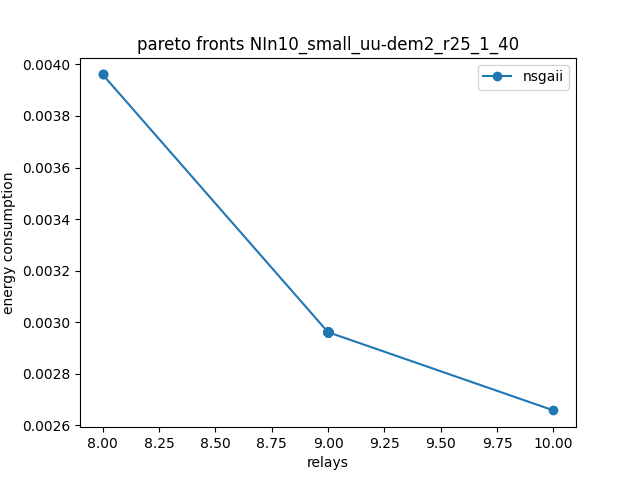 pareto fronts NIn10_small_uu-dem2_r25_1_40
nsgaii
energy consumption
0.0040
0.0038
0.0036
0.0034
0.0032
0.0030
0.0028
0.0026
8.00 8.25 8.50 8.75 9.00 9.25 9.50 9.75 10.00
relays